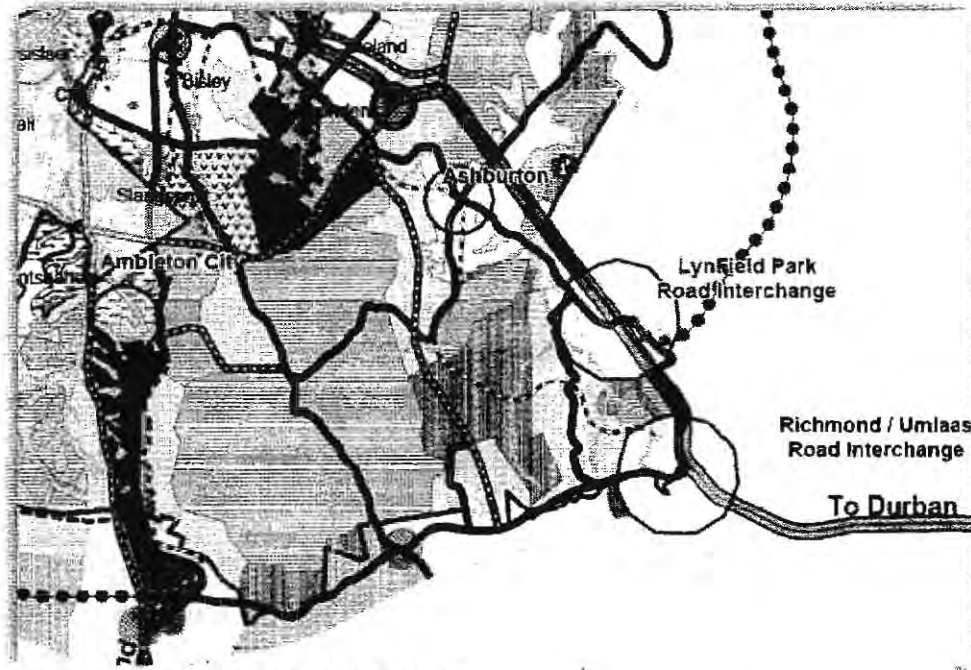 Bisley
Ashburton
Ambleton City
Lynfield Park
Road Interchange
Richmond / Umlaas
Road Interchange
To Durban